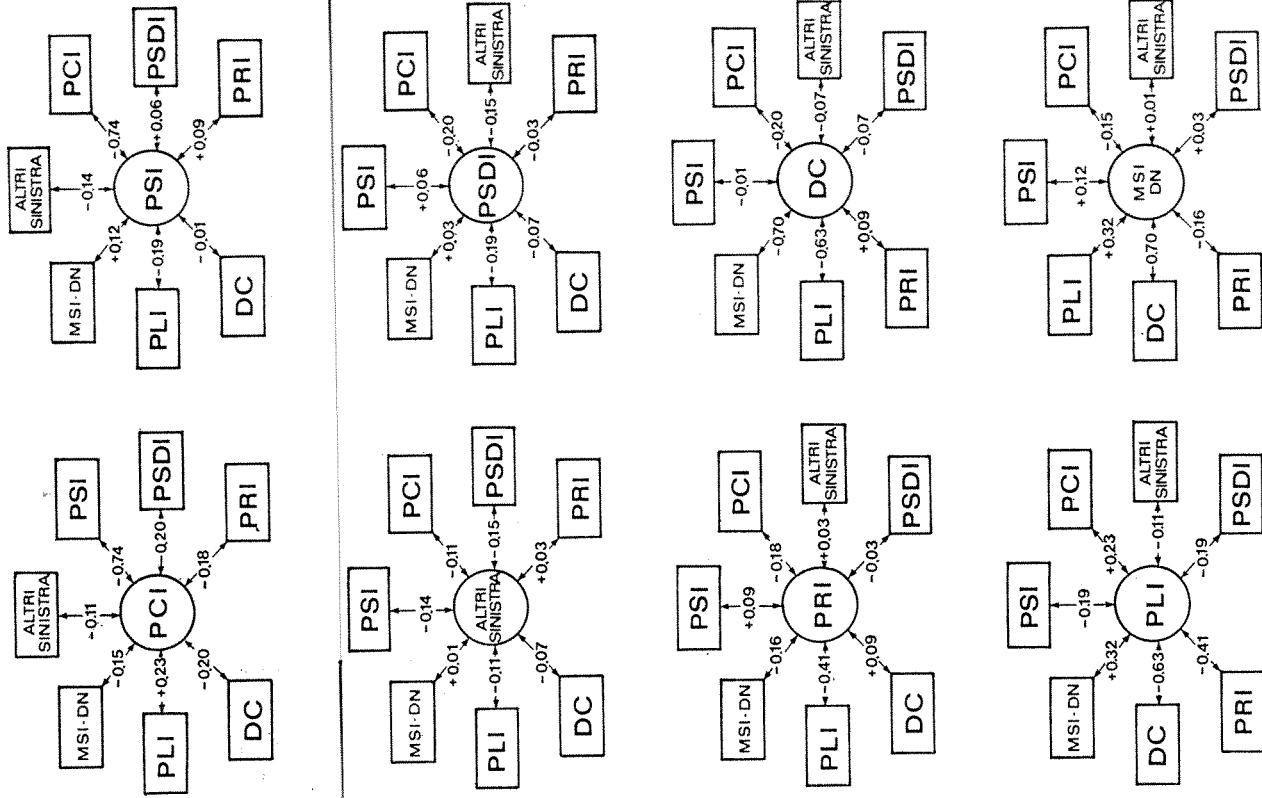 ALTRI
SINISTRA
MSI-DN
PSI
+0,11
-0,15
-0,74
PLI
+0,23
PCI
-0,20
PSDI
-0,20
-0,18
DC
PRI
ALTRI
SINISTRA
MSI-DN
PCI
-0,14
+0,12
-0,74
PLI
-0,19
PSI
+0,06
PSDI
-0,01
+0,09
DC
PRI
PSI
MSI-DN
PCI
-0,14
+0,01
-0,11
PLI
-0,11
ALTRI
SINISTRA
-0,15
PSDI
-0,07
+0,03
DC
PRI
PSI
MSI-DN
PCI
+0,06
+0,03
-0,20
PLI
-0,19
PSDI
-0,15
ALTRI
SINISTRA
-0,07
-0,03
DC
PRI
PSI
MSI-DN
PCI
+0,09
-0,16
-0,18
PLI
-0,41
PRI
+0,03
ALTRI
SINISTRA
+0,09
-0,03
DC
PSDI
PSI
MSI-DN
PCI
-0,01
-0,70
-0,20
PLI
-0,63
DC
-0,07
ALTRI
SINISTRA
+0,09
-0,07
PRI
PSDI
PSI
MSI-DN
PCI
-0,19
+0,32
+0,23
DC
-0,63
PLI
-0,11
ALTRI
SINISTRA
-0,41
-0,19
PRI
PSDI
PSI
PLI
PCI
+0,12
+0,32
-0,15
DC
-0,70
MSI
DN
+0,01
ALTRI
SINISTRA
-0,16
+0,03
PRI
PSDI